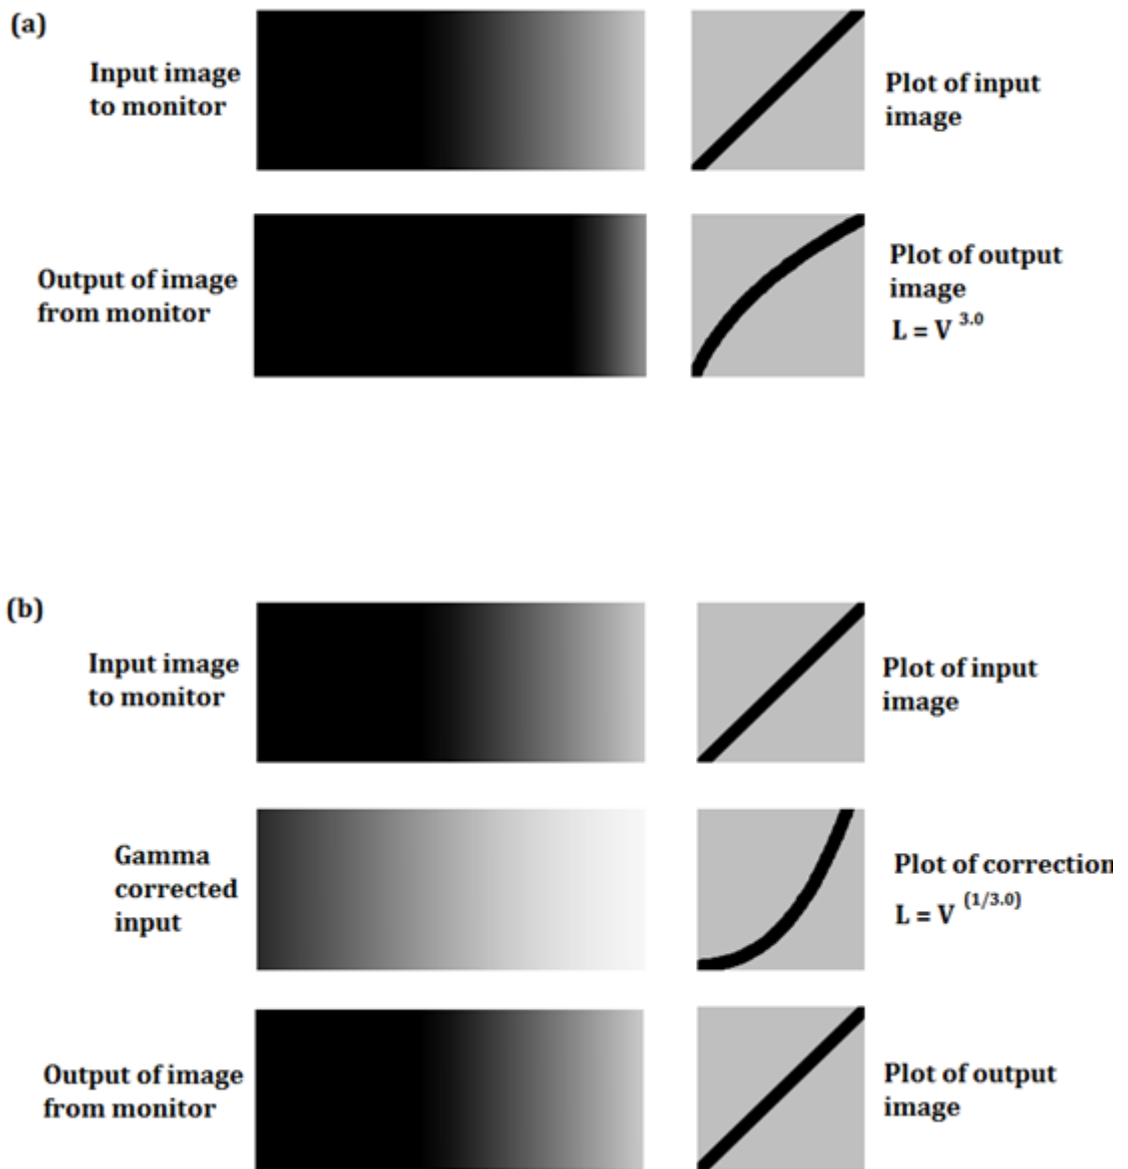 (a)
Input image
to monitor
Plot of input
image
Output of image
from monitor
Plot of output
image
L = V 3.0
(b)
Input image
to monitor
Plot of input
image
Gamma
corrected
input
Plot of correction
L = V (1/3.0)
Output of image
from monitor
Plot of output
image